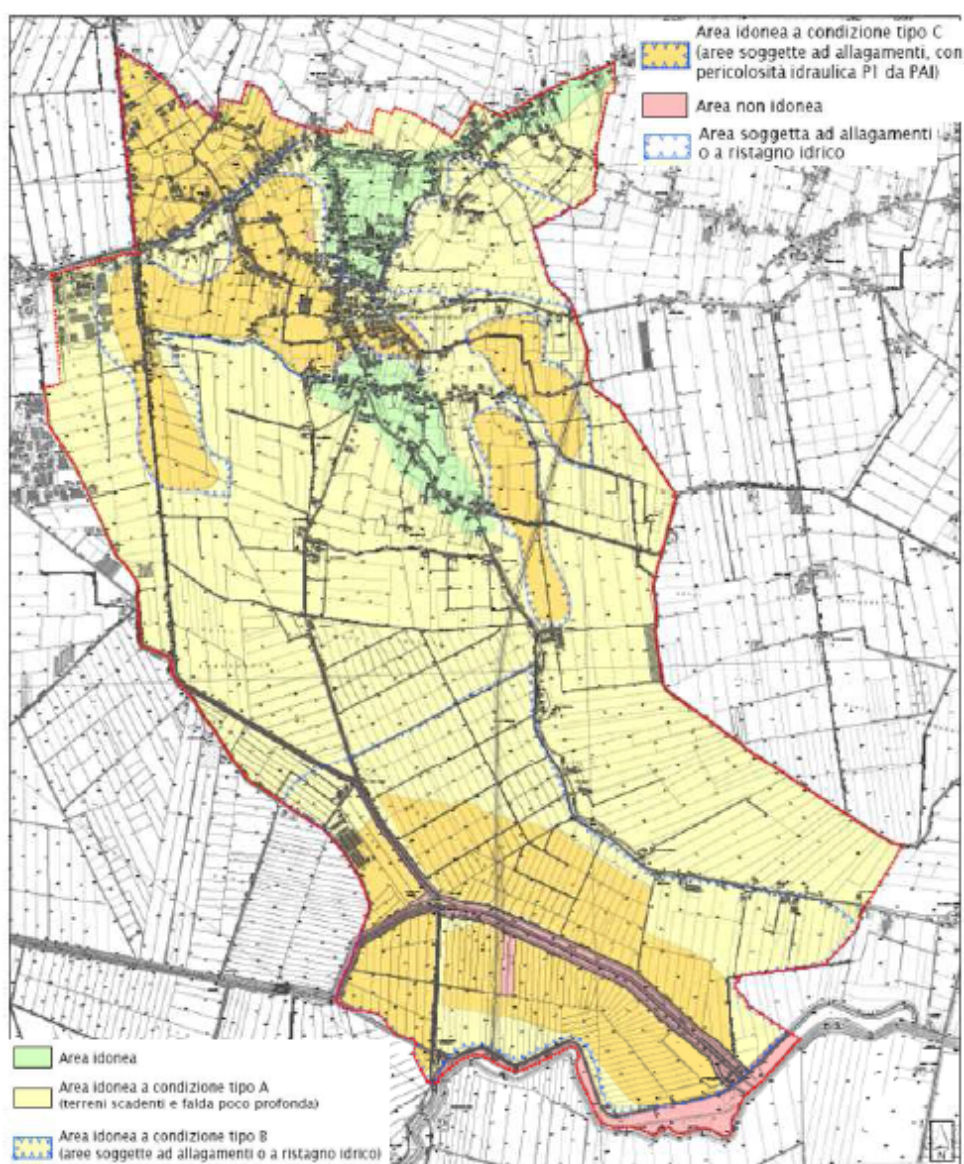 Area idonea a condizione tipo C
(aree soggette ad allagamenti, con
pericolosità idraulica P1 da PAI)
Area non idonea
Area soggetta ad allagamenti
o a ristagno idrico
Area idonea
Area idonea a condizione tipo A
(terreni scadenti e falda poco profonda)
Area idonea a condizione tipo B
(aree soggette ad allagamenti o a ristagno idrico)
N